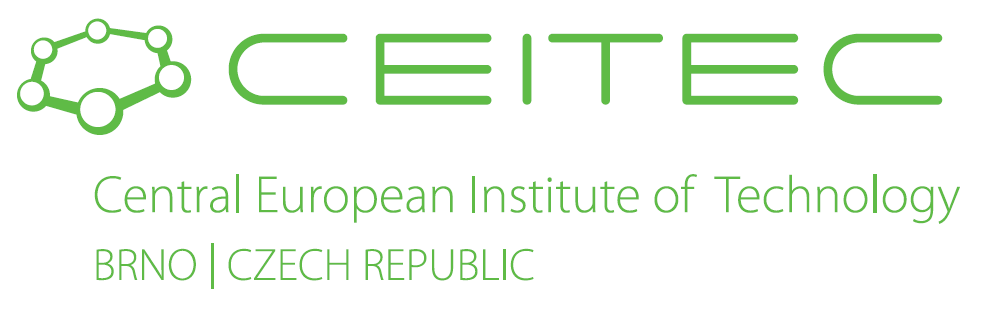 CEITEC
Central European Institute of Technology
BRNO | CZECH REPUBLIC